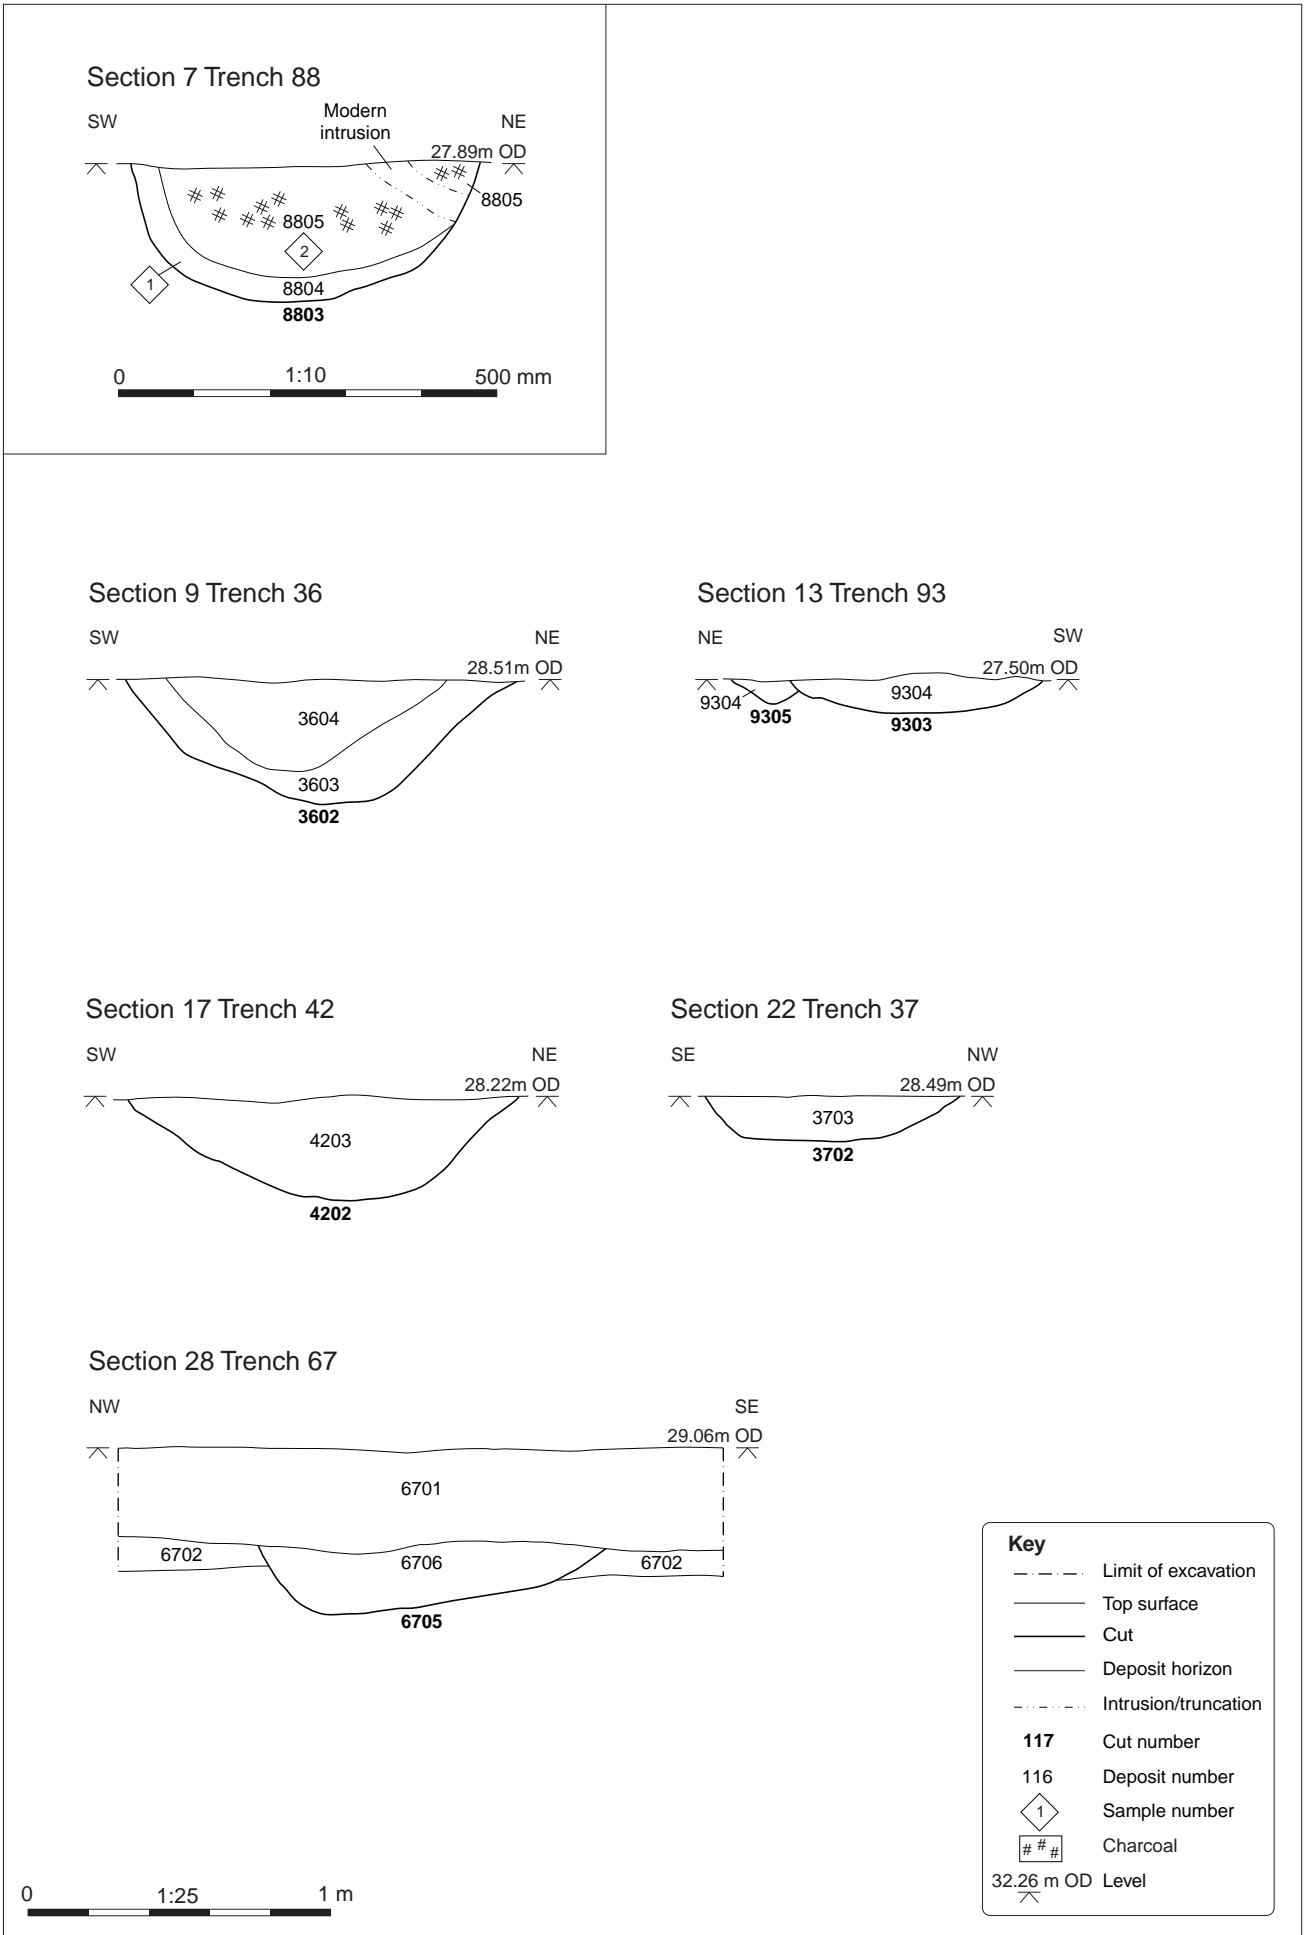 Section 7 Trench 88
SW
Modern
intrusion
NE
27.89m OD
8805
8805
2
1
8804
8803
0
1:10
500 mm
Section 9 Trench 36
SW
NE
28.51m OD
3604
3603
3602
Section 13 Trench 93
NE
SW
27.50m OD
9304
9304
9305
9303
Section 17 Trench 42
SW
NE
28.22m OD
4203
4202
Section 22 Trench 37
SE
NW
28.49m OD
3703
3702
Section 28 Trench 67
NW
SE
29.06m OD
6701
6702
6706
6702
6705
0
1:25
1 m
Key
Limit of excavation
Top surface
Cut
Deposit horizon
Intrusion/truncation
117 Cut number
116 Deposit number
1 Sample number
# # # Charcoal
32.26 m OD Level